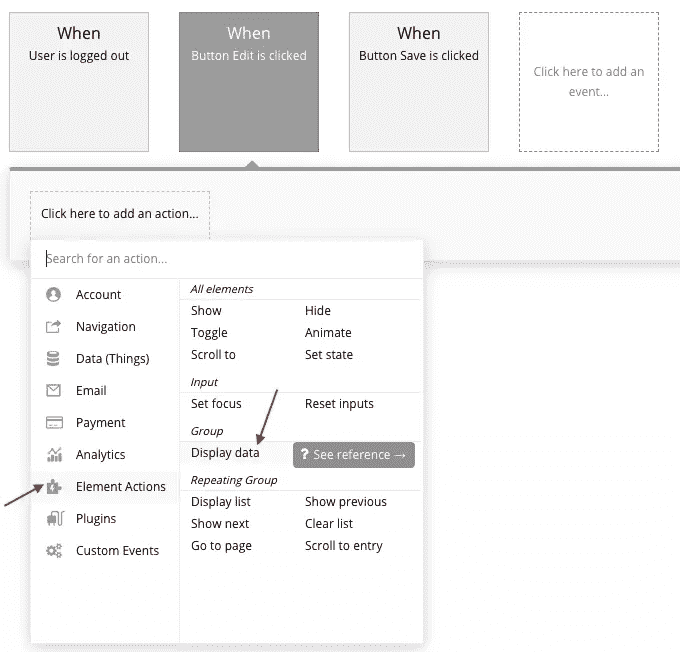 When
User is logged out
When
Button Edit is clicked
When
Button Save is clicked
Click here to add an
event...
Click here to add an action...
Search for an action...
Account
Navigation
Data (Things)
Email
Payment
Analytics
Element Actions
Plugins
Custom Events
All elements
Show Hide
Toggle Animate
Scroll to Set state
Input
Set focus Reset inputs
Group
Display data ? See reference →
Repeating Group
Display list Show previous
Show next Clear list
Go to page Scroll to entry